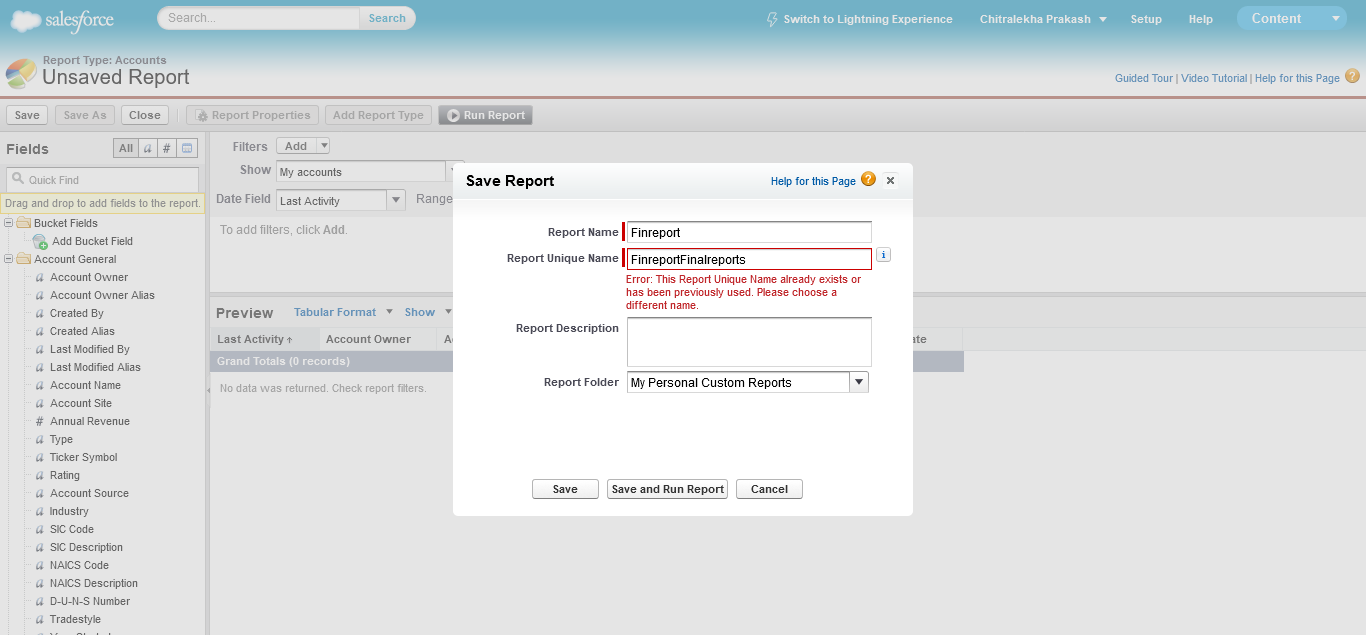 salesforce
Search...
Search
Switch to Lightning Experience
Chitralekha Prakash
Setup
Help
Content
Report Type: Accounts
Unsaved Report
Guided Tour | Video Tutorial | Help for this Page ?
Save
Save As
Close
Report Properties
Add Report Type
Run Report
Fields
All
a
#
Quick Find
Drag and drop to add fields to the report.
Bucket Fields
Add Bucket Field
Account General
a Account Owner
a Account Owner Alias
a Created By
a Created Alias
a Last Modified By
a Last Modified Alias
a Account Name
a Account Site
# Annual Revenue
a Type
a Ticker Symbol
a Rating
a Account Source
a Industry
a SIC Code
a SIC Description
a NAICS Code
a NAICS Description
a D-U-N-S Number
a Tradestyle
Filters
Add
Show
My accounts
Date Field
Last Activity
Range
To add filters, click Add.
Preview
Tabular Format
Show
Last Activity ↑
Account Owner
Grand Totals (0 records)
No data was returned. Check report filters.
Save Report
Help for this Page ?
Report Name
Finreport
Report Unique Name
FinreportFinalreports
i
Error: This Report Unique Name already exists or
has been previously used. Please choose a
different name.
Report Description
Report Folder
My Personal Custom Reports
Save
Save and Run Report
Cancel